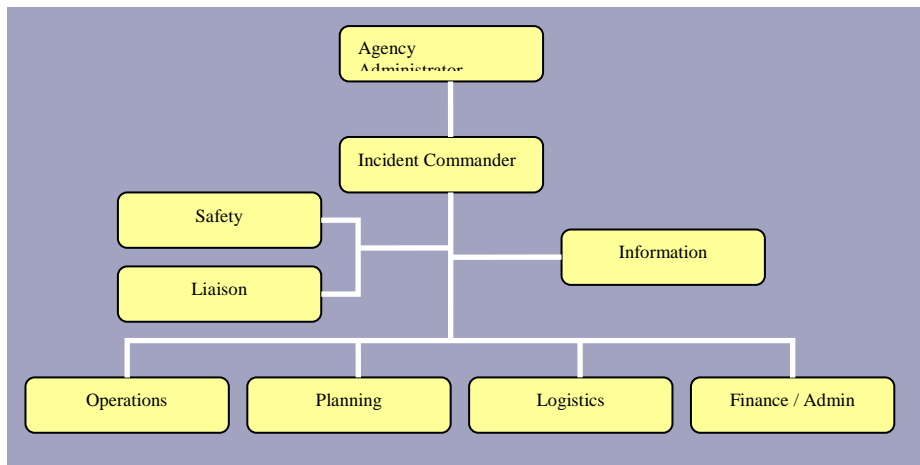 Agency
Administrator
Incident Commander
Safety
Information
Liaison
Operations
Planning
Logistics
Finance / Admin